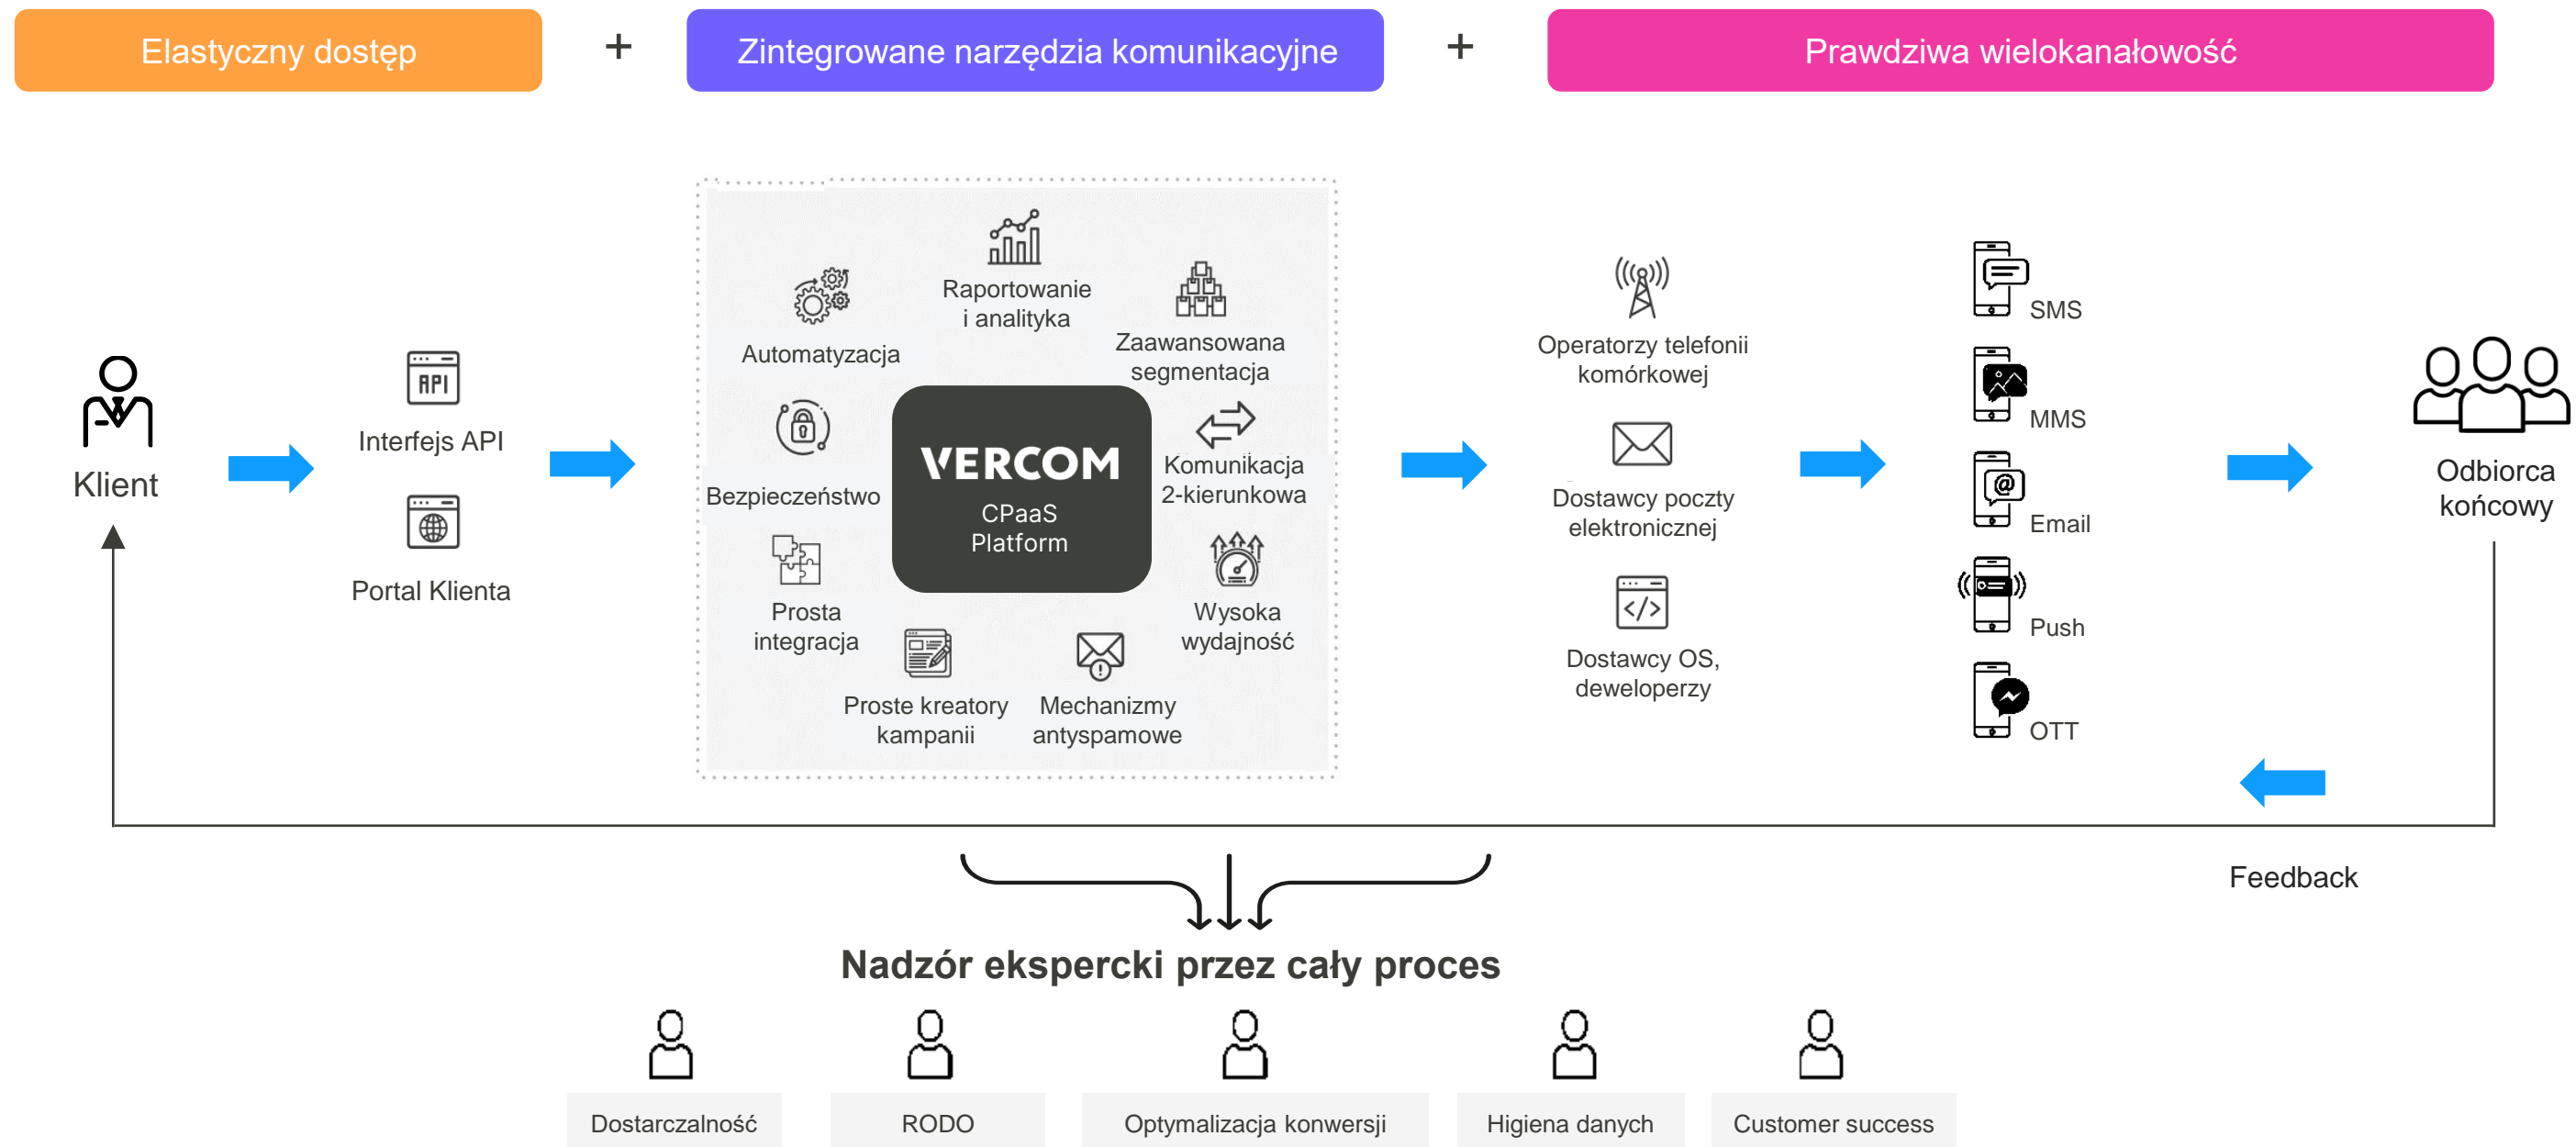 Elastyczny dostęp
+
Zintegrowane narzędzia komunikacyjne
+
Prawdziwa wielokanałowość
Klient
API
Interfejs API
Portal Klienta
Raportowanie
i analityka
Automatyzacja
Zaawansowana
segmentacja
Bezpieczeństwo
VERCOM
CPaaS
Platform
Komunikacja
2-kierunkowa
Prosta
integracja
Wysoka
wydajność
Proste kreatory
kampanii
Mechanizmy
antyspamowe
Operatorzy telefonii
komórkowej
Dostawcy poczty
elektronicznej
</>
Dostawcy OS,
deweloperzy
SMS
MMS
@
Email
Push
OTT
Odbiorca
końcowy
Feedback
Nadzór ekspercki przez cały proces
Dostarczalność
RODO
Optymalizacja konwersji
Higiena danych
Customer success